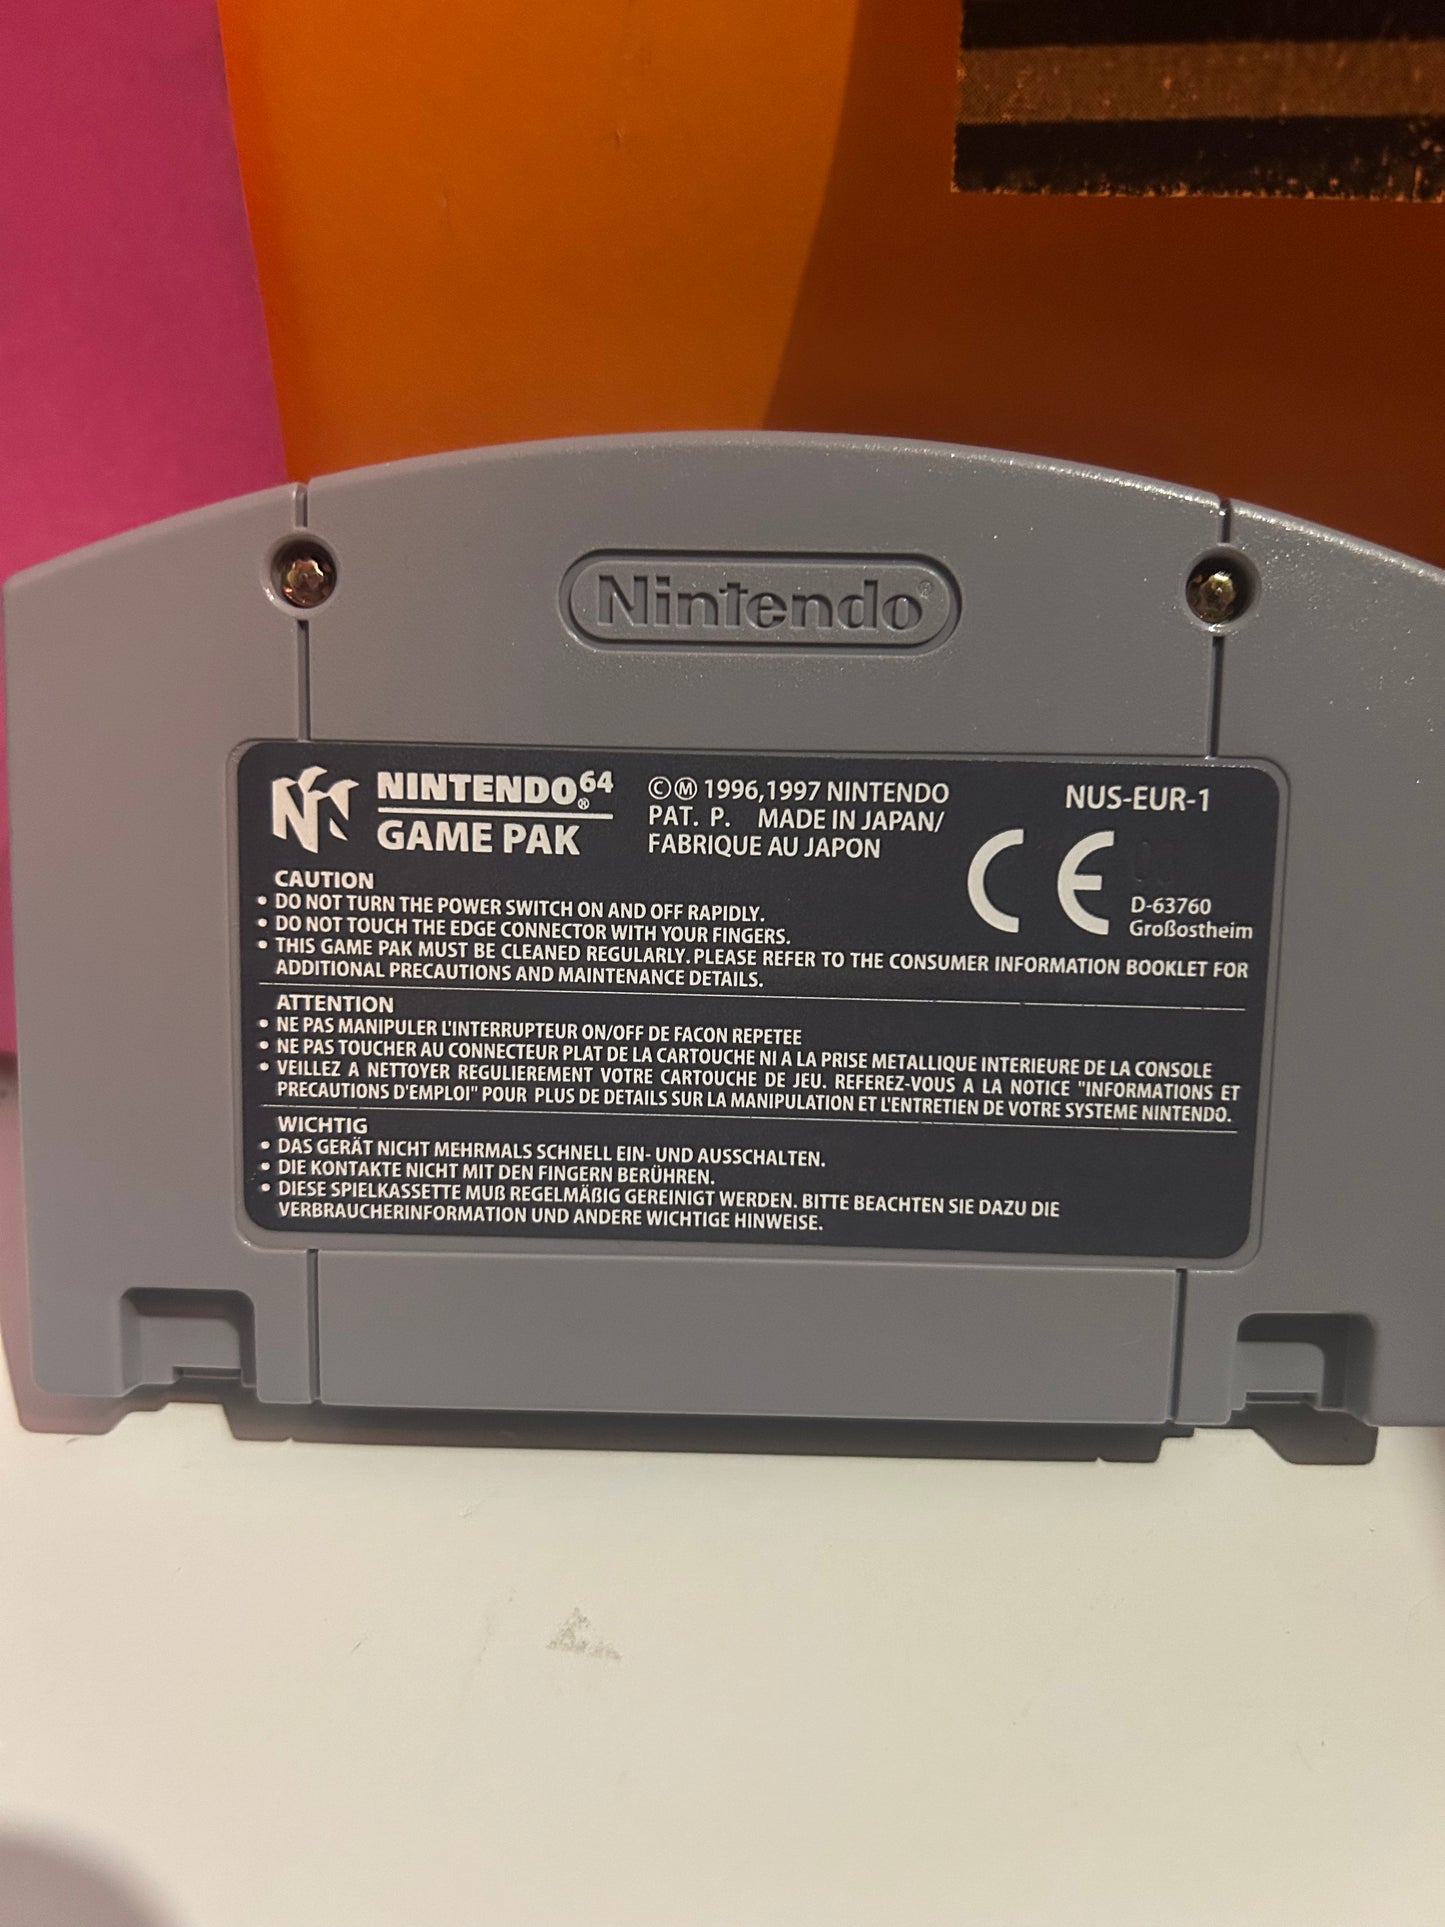 Nintendo®
NINTENDO⁶⁴®
GAME PAK
©Ⓜ 1996,1997 NINTENDO
PAT. P. MADE IN JAPAN/
FABRIQUE AU JAPON
NUS-EUR-1
CE
D-63760
Großostheim
CAUTION
• DO NOT TURN THE POWER SWITCH ON AND OFF RAPIDLY.
• DO NOT TOUCH THE EDGE CONNECTOR WITH YOUR FINGERS.
• THIS GAME PAK MUST BE CLEANED REGULARLY. PLEASE REFER TO THE CONSUMER INFORMATION BOOKLET FOR
ADDITIONAL PRECAUTIONS AND MAINTENANCE DETAILS.
ATTENTION
• NE PAS MANIPULER L'INTERRUPTEUR ON/OFF DE FACON REPETEE
• NE PAS TOUCHER AU CONNECTEUR PLAT DE LA CARTOUCHE NI A LA PRISE METALLIQUE INTERIEURE DE LA CONSOLE
• VEILLEZ A NETTOYER REGULIEREMENT VOTRE CARTOUCHE DE JEU. REFEREZ-VOUS A LA NOTICE "INFORMATIONS ET
PRECAUTIONS D'EMPLOI" POUR PLUS DE DETAILS SUR LA MANIPULATION ET L'ENTRETIEN DE VOTRE SYSTEME NINTENDO.
WICHTIG
• DAS GERÄT NICHT MEHRMALS SCHNELL EIN- UND AUSSCHALTEN.
• DIE KONTAKTE NICHT MIT DEN FINGERN BERÜHREN.
• DIESE SPIELKASSETTE MUß REGELMÄßIG GEREINIGT WERDEN. BITTE BEACHTEN SIE DAZU DIE
VERBRAUCHERINFORMATION UND ANDERE WICHTIGE HINWEISE.